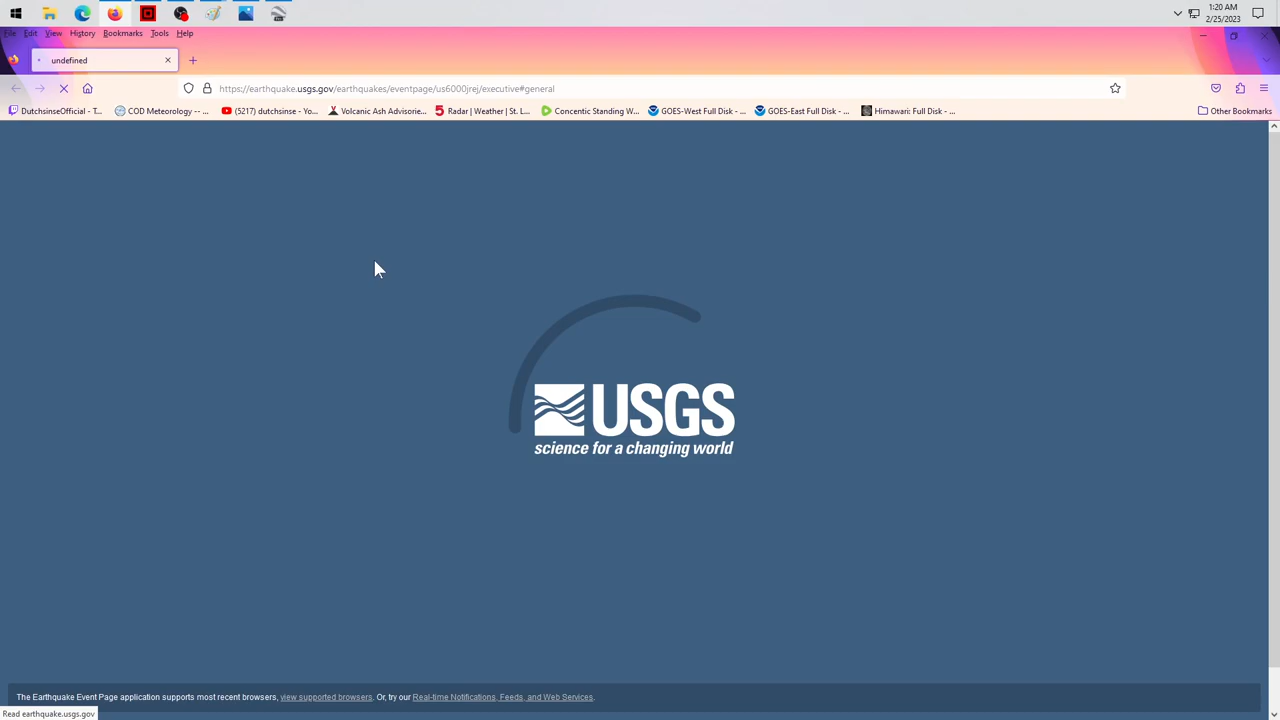 1:20 AM
2/25/2023
File Edit View History Bookmarks Tools Help
undefined
https://earthquake.usgs.gov/earthquakes/eventpage/us6000jrej/executive#general
DutchsinseOfficial - T... COD Meteorology -- ... (5217) dutchsinse - Yo... Volcanic Ash Advisorie... Radar | Weather | St. L... Concentic Standing W... GOES-West Full Disk - ... GOES-East Full Disk - ... Himawari: Full Disk - ... Other Bookmarks
USGS
science for a changing world
The Earthquake Event Page application supports most recent browsers, view supported browsers. Or, try our Real-time Notifications, Feeds, and Web Services.
Read earthquake.usgs.gov